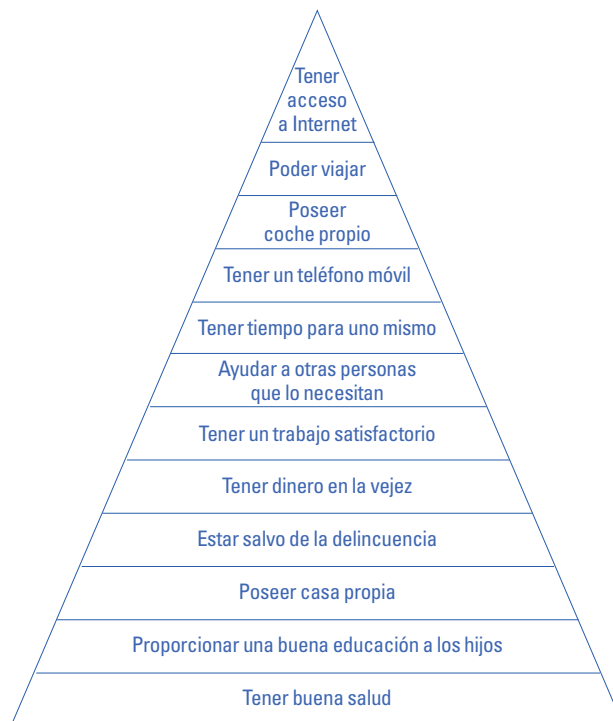 Tener
acceso
a Internet
Poder viajar
Poseer
coche propio
Tener un teléfono móvil
Tener tiempo para uno mismo
Ayudar a otras personas
que lo necesitan
Tener un trabajo satisfactorio
Tener dinero en la vejez
Estar salvo de la delincuencia
Poseer casa propia
Proporcionar una buena educación a los hijos
Tener buena salud